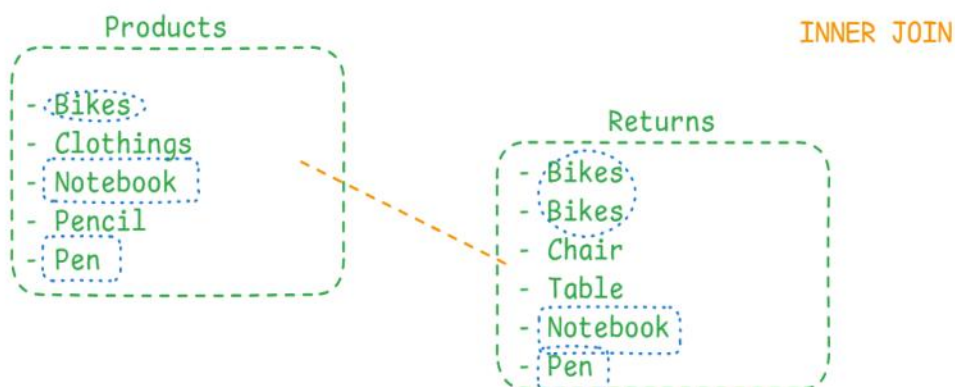 Products
INNER JOIN
- Bikes
- Clothings
- Notebook
- Pencil
- Pen
Returns
- Bikes
- Bikes
- Chair
- Table
- Notebook
- Pen